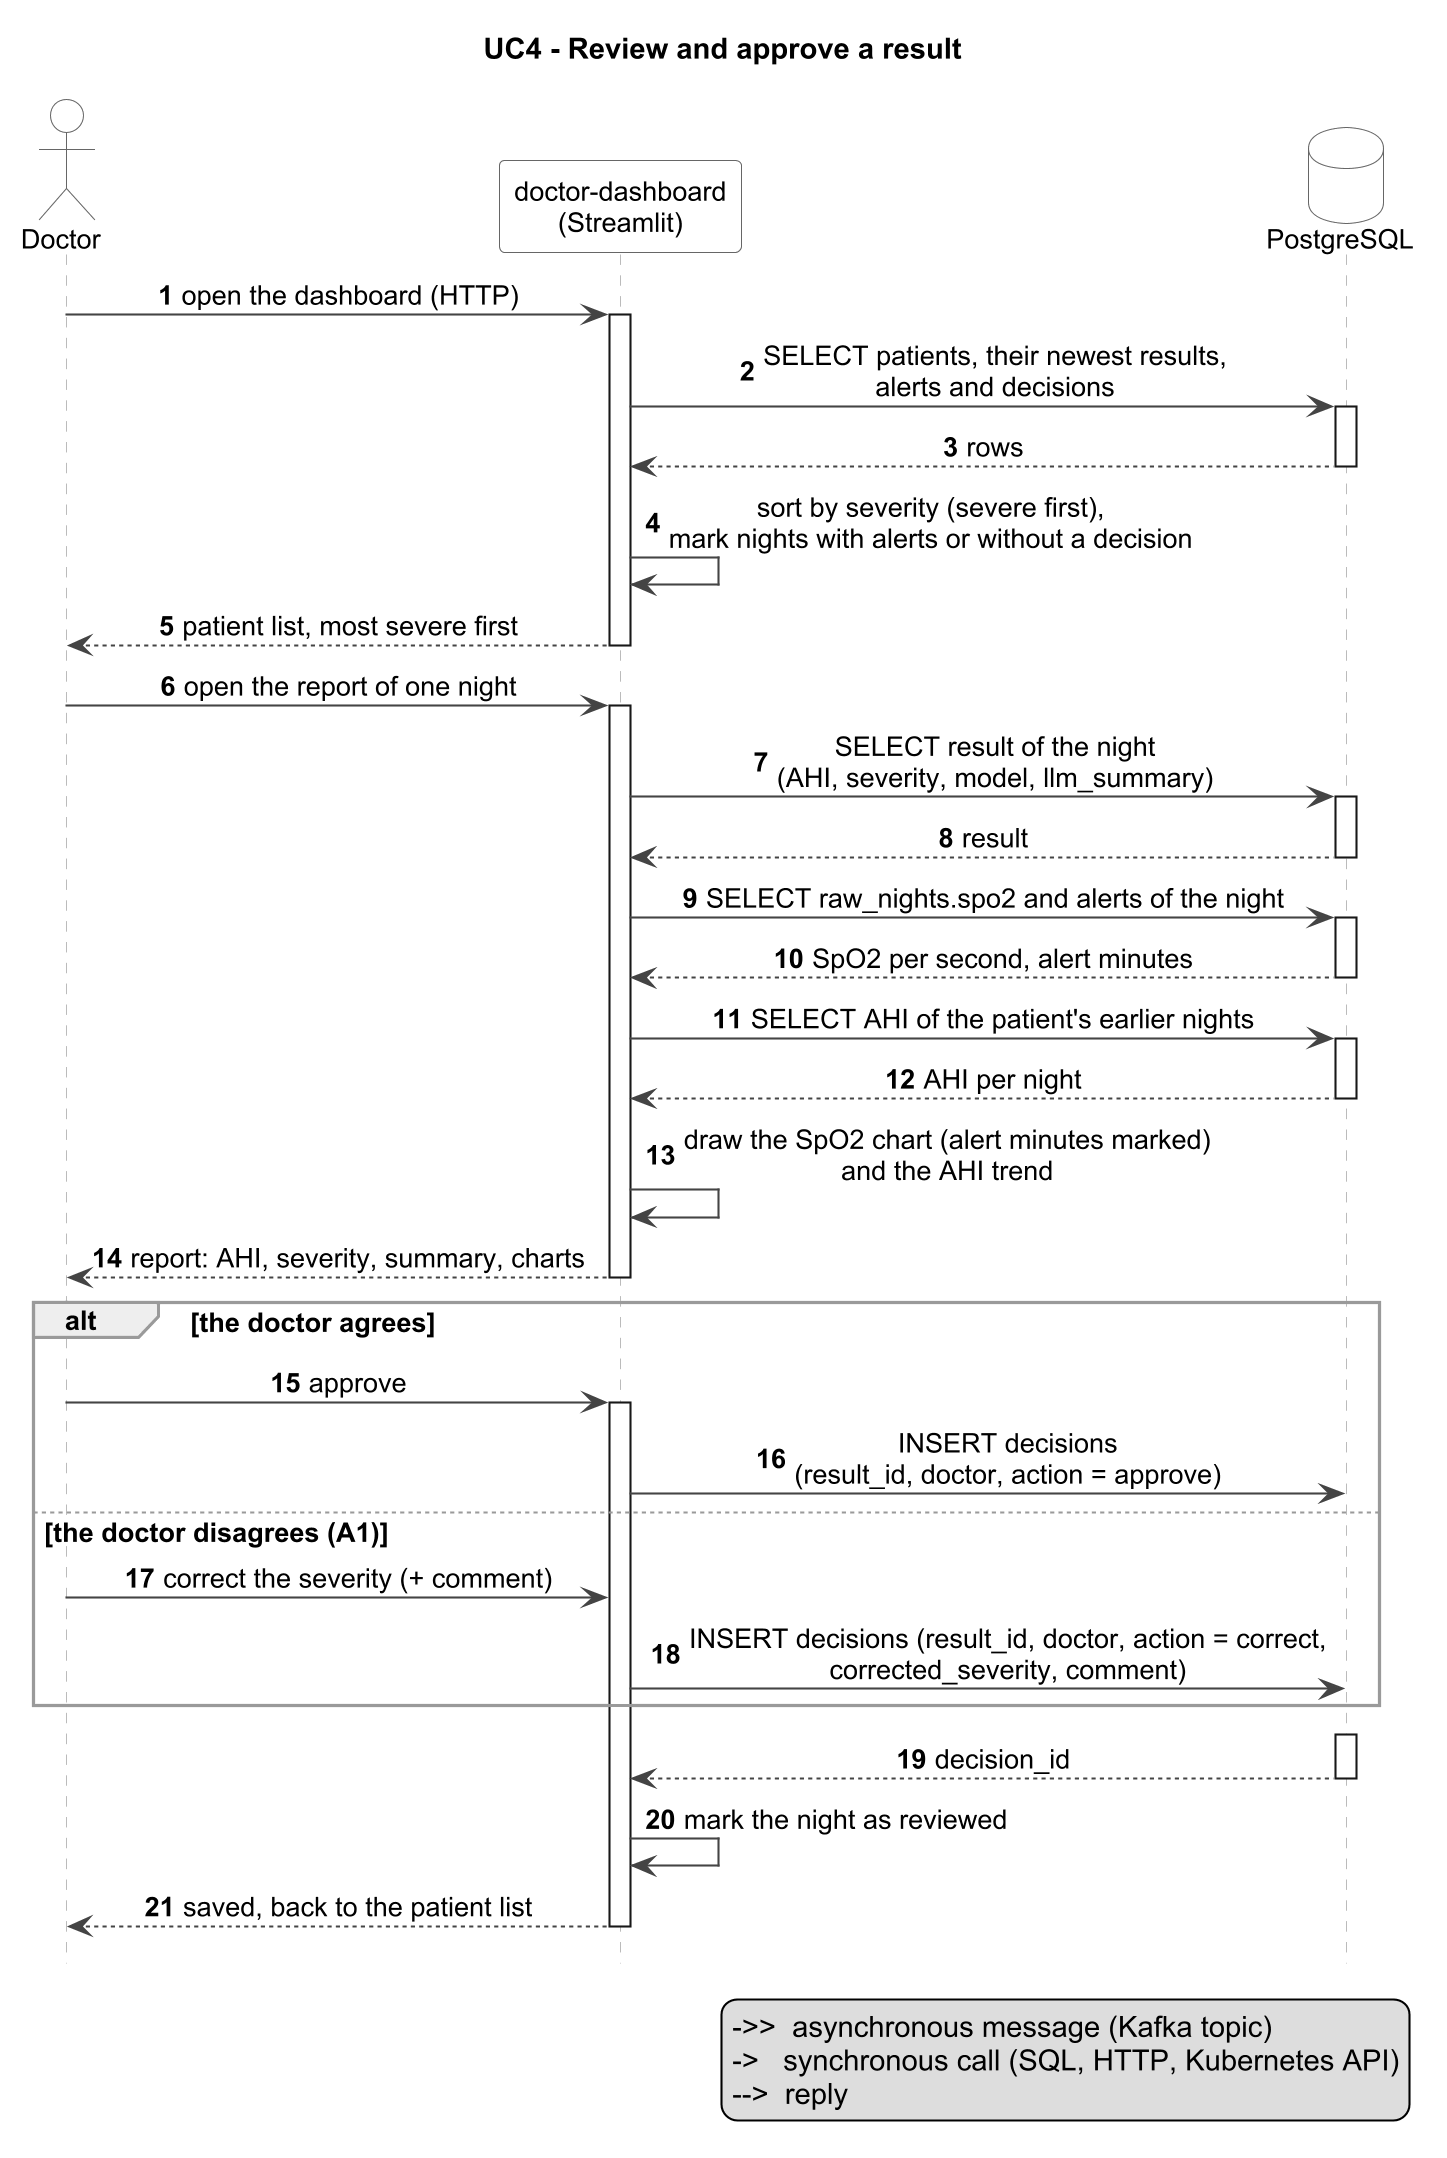 UC4 - Review and approve a result
Doctor
doctor-dashboard
(Streamlit)
PostgreSQL
1 open the dashboard (HTTP)
2 SELECT patients, their newest results,
alerts and decisions
3 rows
4 sort by severity (severe first),
mark nights with alerts or without a decision
5 patient list, most severe first
6 open the report of one night
7 SELECT result of the night
(AHI, severity, model, llm_summary)
8 result
9 SELECT raw_nights.spo2 and alerts of the night
10 SpO2 per second, alert minutes
11 SELECT AHI of the patient's earlier nights
12 AHI per night
13 draw the SpO2 chart (alert minutes marked)
and the AHI trend
14 report: AHI, severity, summary, charts
alt [the doctor agrees]
15 approve
16 INSERT decisions
(result_id, doctor, action = approve)
[the doctor disagrees (A1)]
17 correct the severity (+ comment)
18 INSERT decisions (result_id, doctor, action = correct,
corrected_severity, comment)
19 decision_id
20 mark the night as reviewed
21 saved, back to the patient list
->> asynchronous message (Kafka topic)
-> synchronous call (SQL, HTTP, Kubernetes API)
--> reply